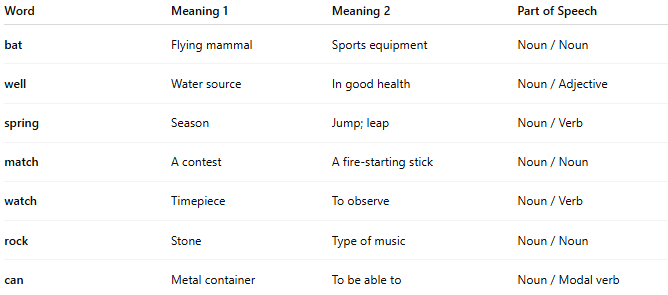 Word Meaning 1 Meaning 2 Part of Speech
bat Flying mammal Sports equipment Noun / Noun
well Water source In good health Noun / Adjective
spring Season Jump; leap Noun / Verb
match A contest A fire-starting stick Noun / Noun
watch Timepiece To observe Noun / Verb
rock Stone Type of music Noun / Noun
can Metal container To be able to Noun / Modal verb